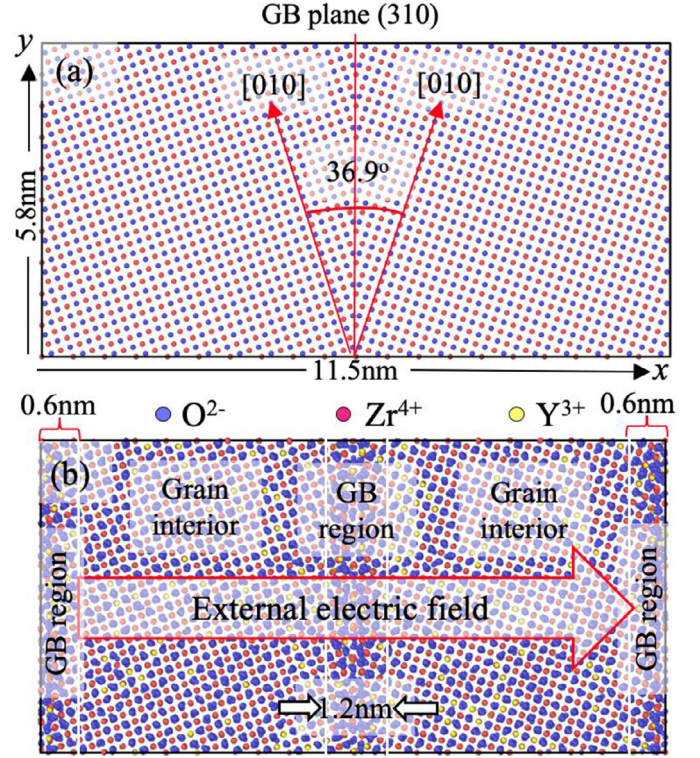 GB plane (310)
y
(a)
[010]
[010]
36.9º
5.8nm
11.5nm
x
0.6nm
O²⁻
Zr⁴⁺
Y³⁺
0.6nm
(b)
Grain
interior
GB
region
Grain
interior
GB region
External electric field
GB region
1.2nm